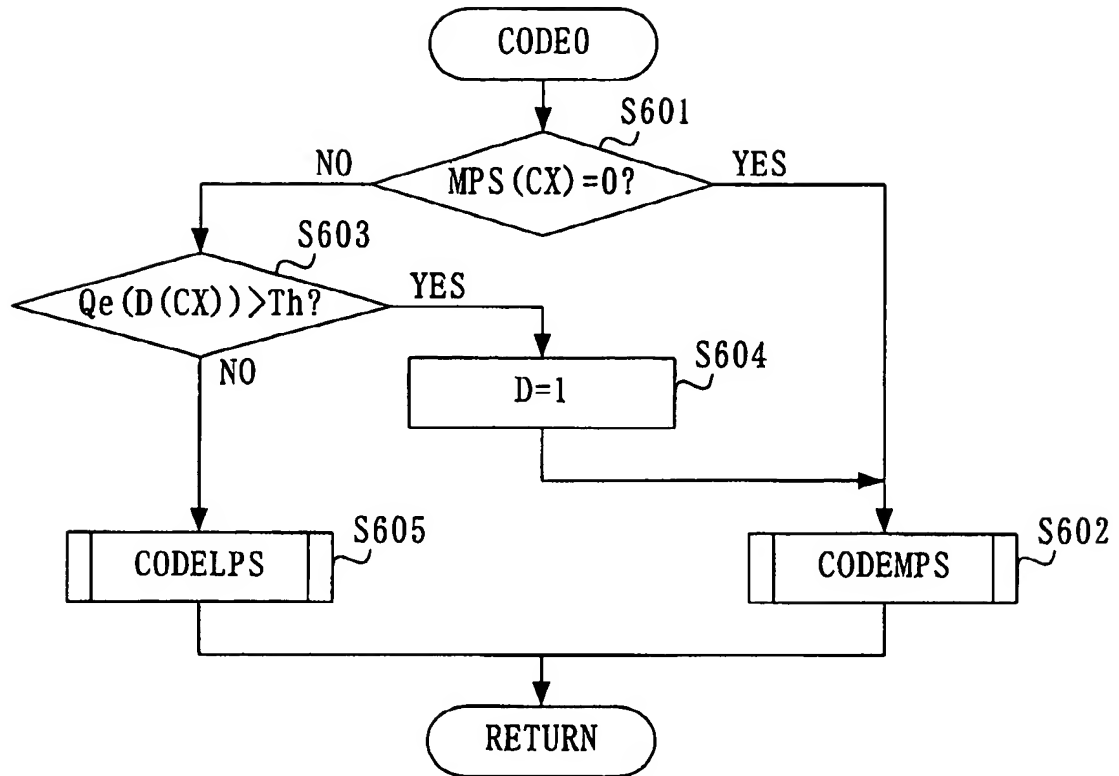 CODE0
S601
NO
MPS(CX)=0?
YES
S603
Qe(D(CX))>Th?
YES
NO
S604
D=1
S605
CODELPS
S602
CODEMPS
RETURN